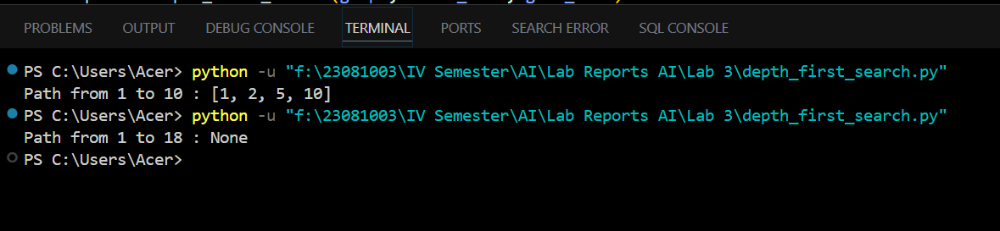 PROBLEMS OUTPUT DEBUG CONSOLE TERMINAL PORTS SEARCH ERROR SQL CONSOLE
PS C:\Users\Acer> python -u "f:\23081003\IV Semester\AI\Lab Reports AI\Lab 3\depth_first_search.py"
Path from 1 to 10 : [1, 2, 5, 10]
PS C:\Users\Acer> python -u "f:\23081003\IV Semester\AI\Lab Reports AI\Lab 3\depth_first_search.py"
Path from 1 to 18 : None
PS C:\Users\Acer>